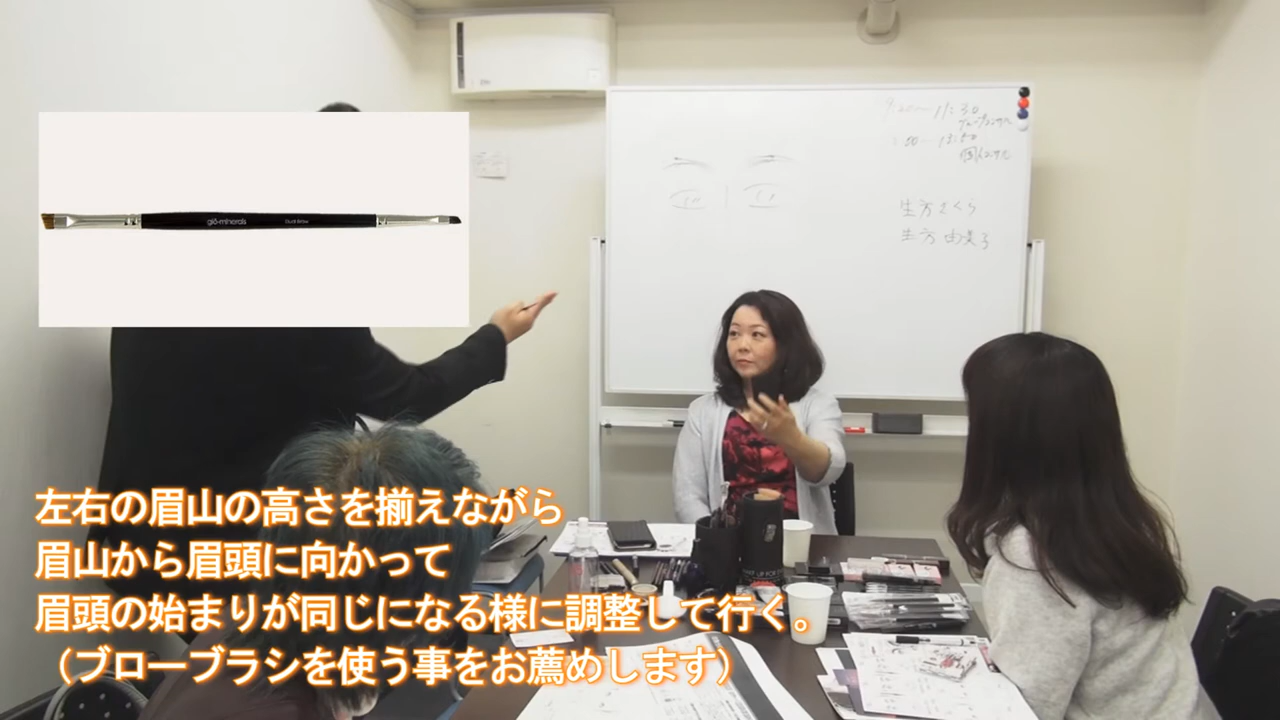 glō·minerals
左右の眉山の高さを揃えながら
眉山から眉頭に向かって
眉頭の始まりが同じになる様に調整して行く。
（ブローブラシを使う事をお薦めします）
11:30
生方さくら
生方由美子